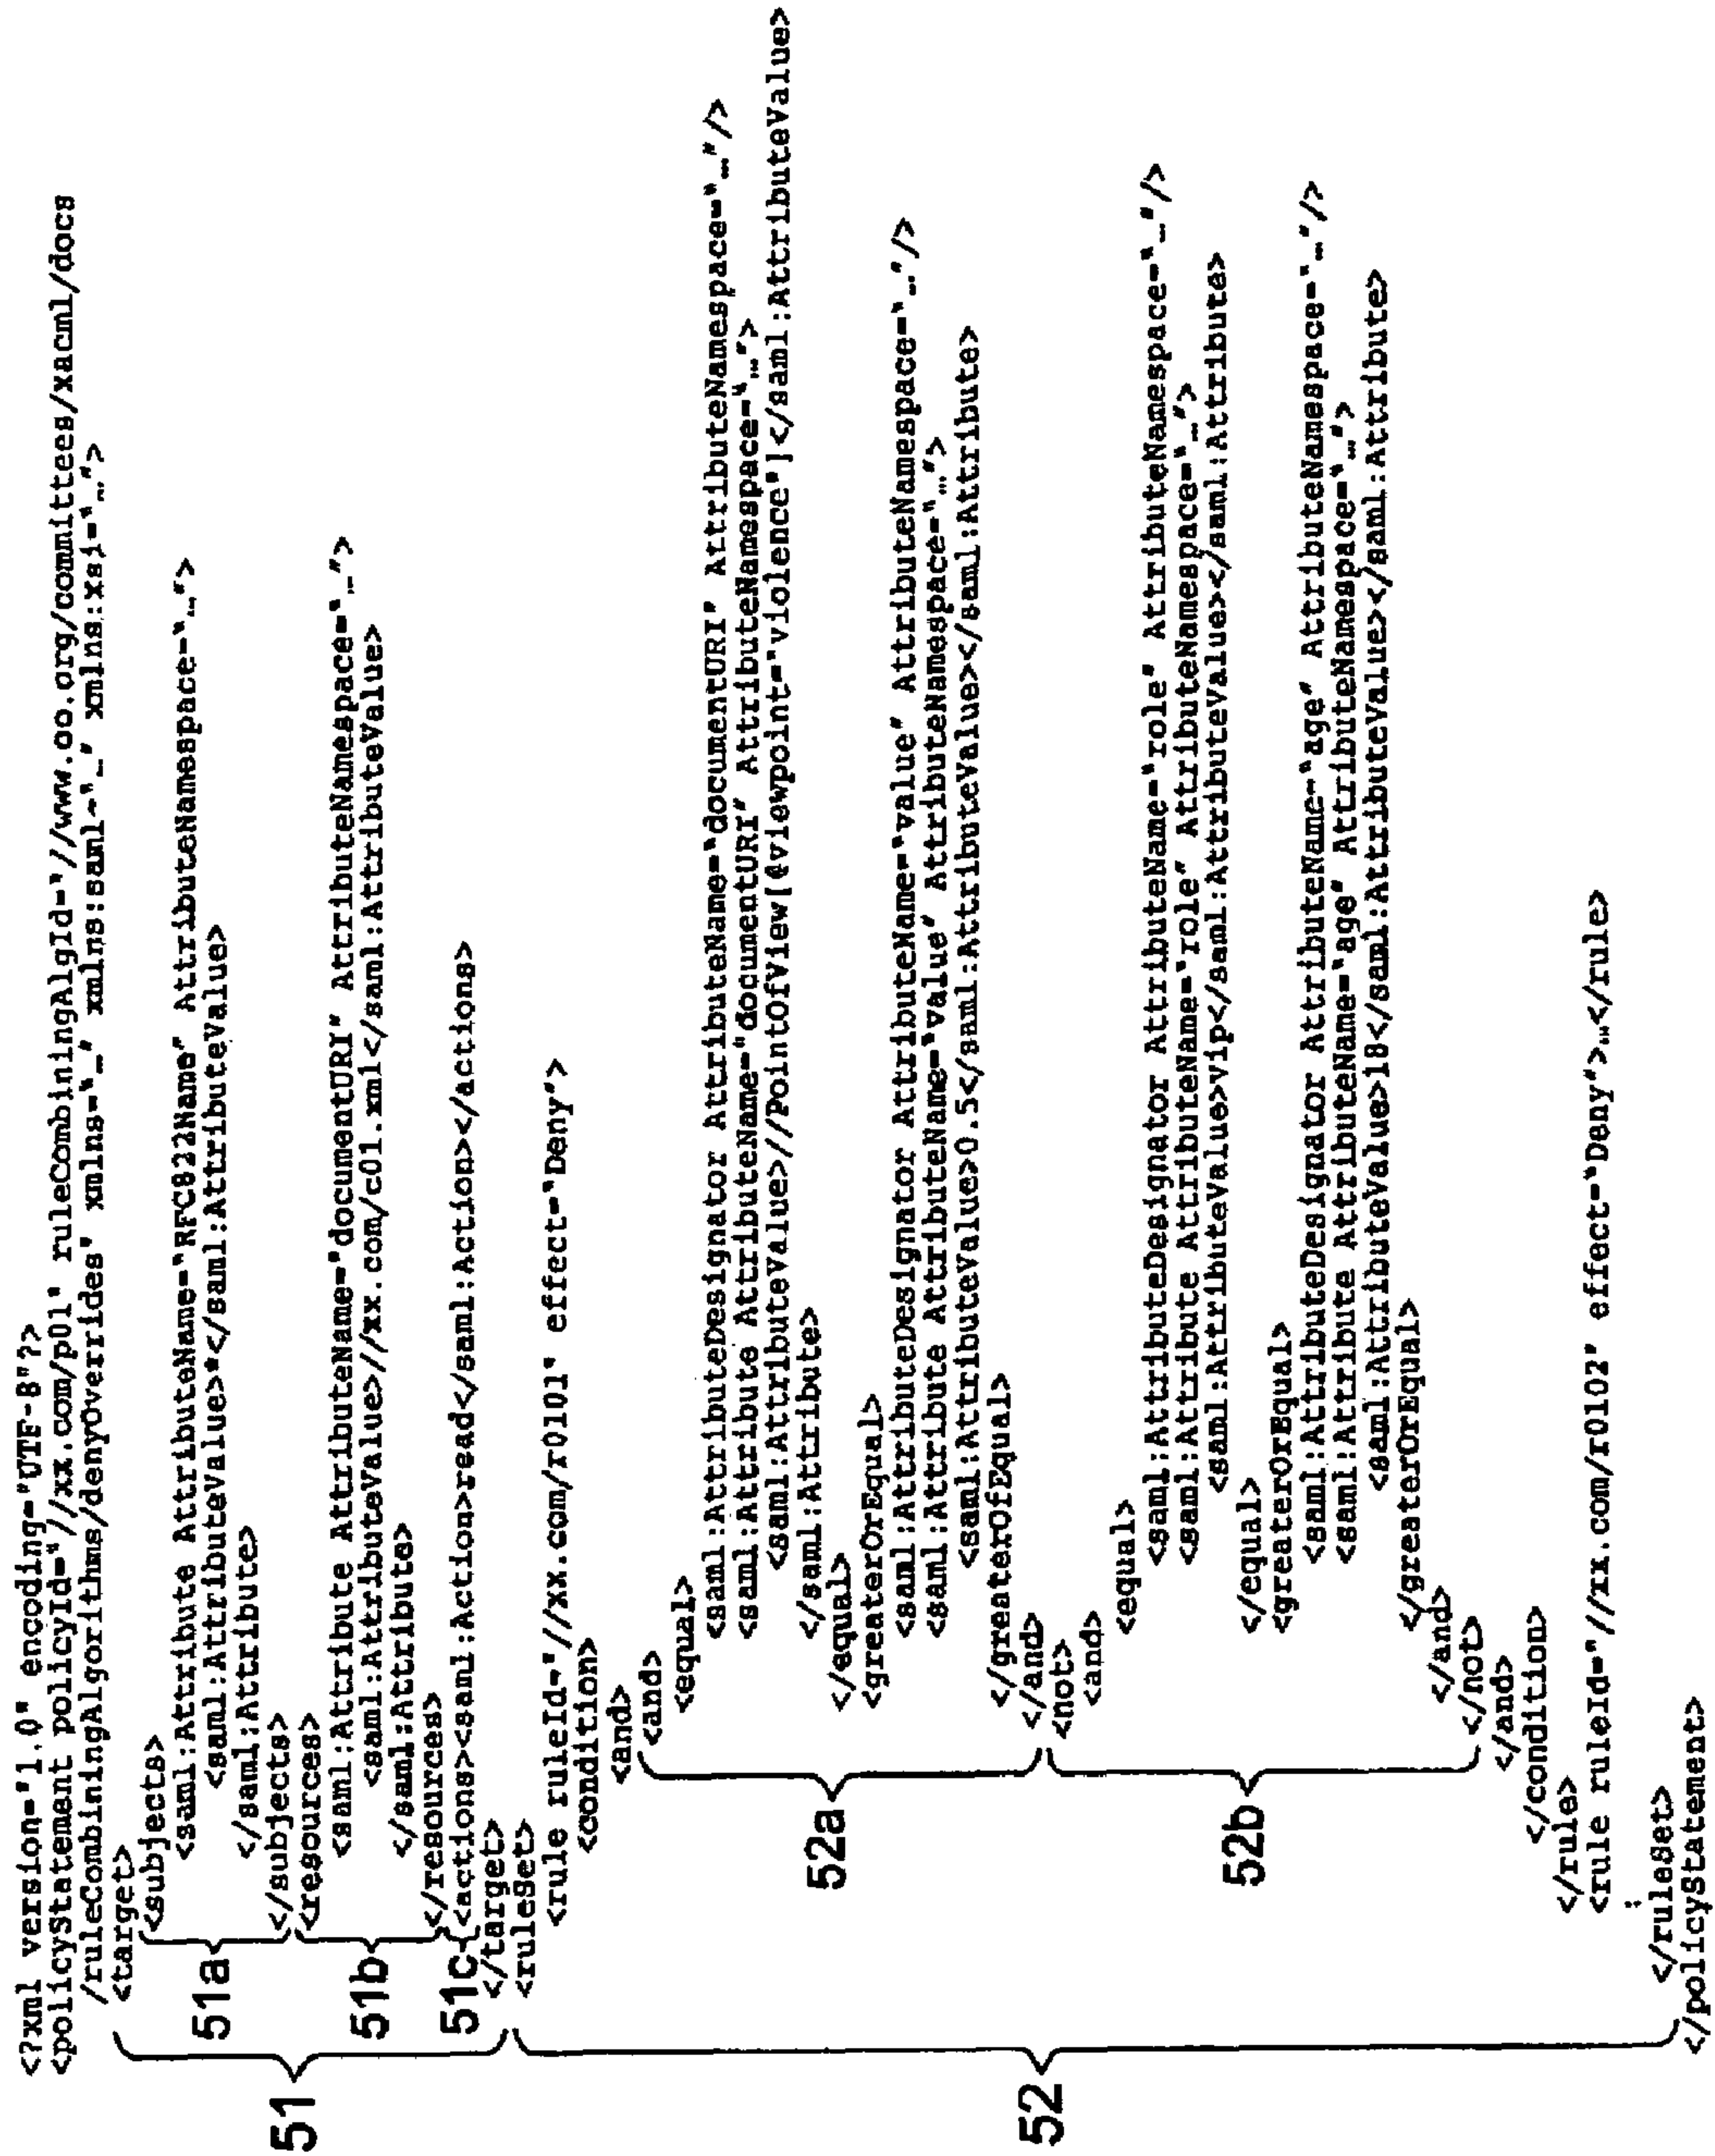 <?xml version="1.0" encoding="UTF-8"?>
<policyStatement policyId="//xx.com/p01" ruleCombiningAlgId="//www.oo.org/committees/xacml/docs
/ruleCombiningAlgorithms/denyOverrides" xmlns="…" xmlns:saml="…" xmlns:xsi="…">
<target>
<subjects>
<saml:Attribute AttributeName="RFC822Name" AttributeNamespace="…">
<saml:AttributeValue>*</saml:AttributeValue>
</saml:Attribute>
</subjects>
<resources>
<saml:Attribute AttributeName="documentURI" AttributeNamespace="…">
<saml:AttributeValue>//xx.com/c01.xml</saml:AttributeValue>
</saml:Attribute>
</resources>
<actions><saml:Action>read</saml:Action></actions>
</target>
<ruleSet>
<rule ruleId="//xx.com/r0101" effect="Deny">
<condition>
<and>
<and>
<equal>
<saml:AttributeDesignator AttributeName="documentURI" AttributeNamespace="…"/>
<saml:Attribute AttributeName="documentURI" AttributeNamespace="…">
<saml:AttributeValue>//PointOfView[@viewpoint="violence"]</saml:AttributeValue>
</saml:Attribute>
</equal>
<greaterOrEqual>
<saml:AttributeDesignator AttributeName="value" AttributeNamespace="…"/>
<saml:Attribute AttributeName="value" AttributeNamespace="…">
<saml:AttributeValue>0.5</saml:AttributeValue></saml:Attribute>
</greaterOfEqual>
</and>
<not>
<and>
<equal>
<saml:AttributeDesignator AttributeName="role" AttributeNamespace="…"/>
<saml:Attribute AttributeName="role" AttributeNamespace="…">
<saml:AttributeValue>vip</saml:AttributeValue></saml:Attribute>
</equal>
<greaterOrEqual>
<saml:AttributeDesignator AttributeName="age" AttributeNamespace="…"/>
<saml:Attribute AttributeName="age" AttributeNamespace="…">
<saml:AttributeValue>18</saml:AttributeValue></saml:Attribute>
</greaterOrEqual>
</and>
</not>
</and>
</condition>
</rule>
<rule ruleId="//xx.com/r0102" effect="Deny">…</rule>
:
</ruleSet>
</policyStatement>
51
51a
51b
51c
52
52a
52b